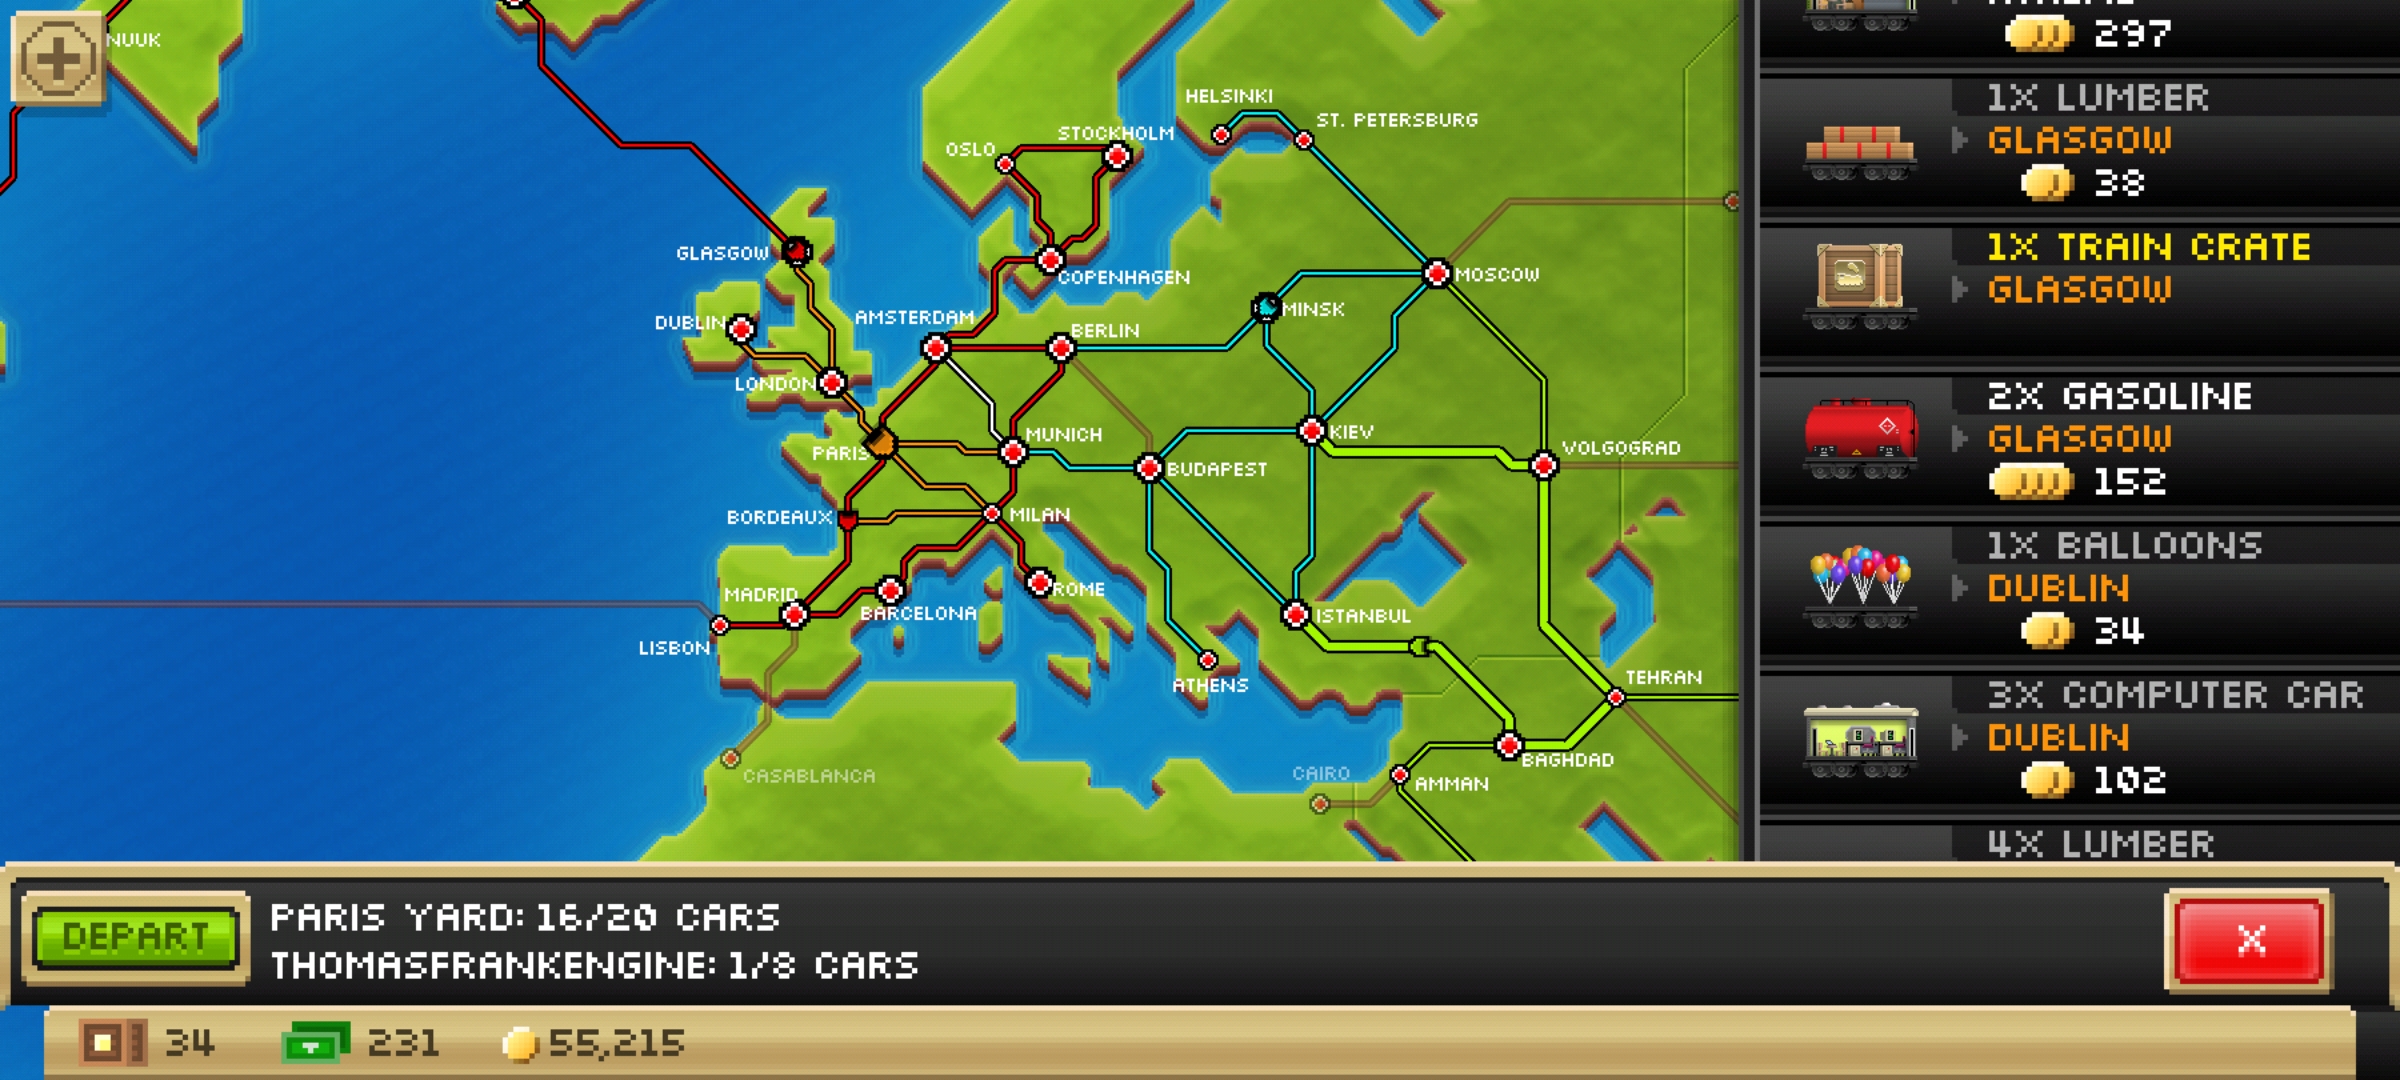 NUUK
HELSINKI
ST. PETERSBURG
STOCKHOLM
OSLO
GLASGOW
COPENHAGEN
MOSCOW
MINSK
DUBLIN
AMSTERDAM
BERLIN
LONDON
MUNICH
KIEV
VOLGOGRAD
PARIS
BUDAPEST
BORDEAUX
MILAN
MADRID
ROME
BARCELONA
ISTANBUL
LISBON
ATHENS
TEHRAN
CASABLANCA
CAIRO
BAGHDAD
AMMAN
297
1X LUMBER
GLASGOW
38
1X TRAIN CRATE
GLASGOW
2X GASOLINE
GLASGOW
152
1X BALLOONS
DUBLIN
34
3X COMPUTER CAR
DUBLIN
102
4X LUMBER
DEPART
PARIS YARD: 16/20 CARS
THOMASFRANKENGINE: 1/8 CARS
X
34
231
55,215